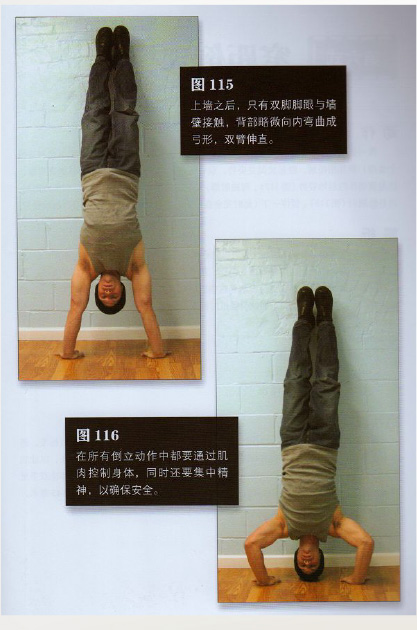 图 115
上墙之后，只有双脚脚跟与墙
壁接触，背部略微向内弯曲成
弓形，双臂伸直。
图 116
在所有倒立动作中都要通过肌
肉控制身体，同时还要集中精
神，以确保安全。